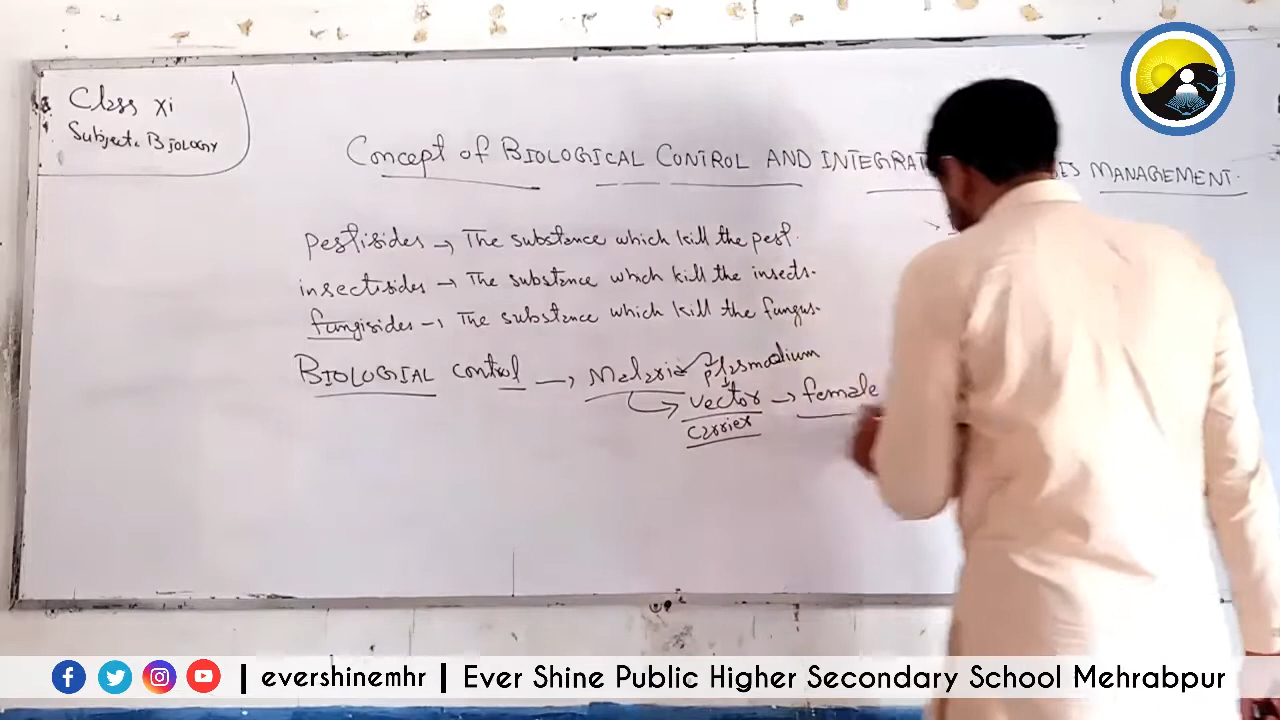 Class xi
Subject: BIOLOGY
Concept of BIOLOGICAL CONTROL AND INTEGRAT MANAGEMENT.
pestisides → The substance which kill the pest.
insectisides → The substance which kill the insects.
fungisides → The substance which kill the fungus.
BIOLOGIAL control → Malaria plasmodium
vector → female
carrier
| evershinemhr | Ever Shine Public Higher Secondary School Mehrabpur